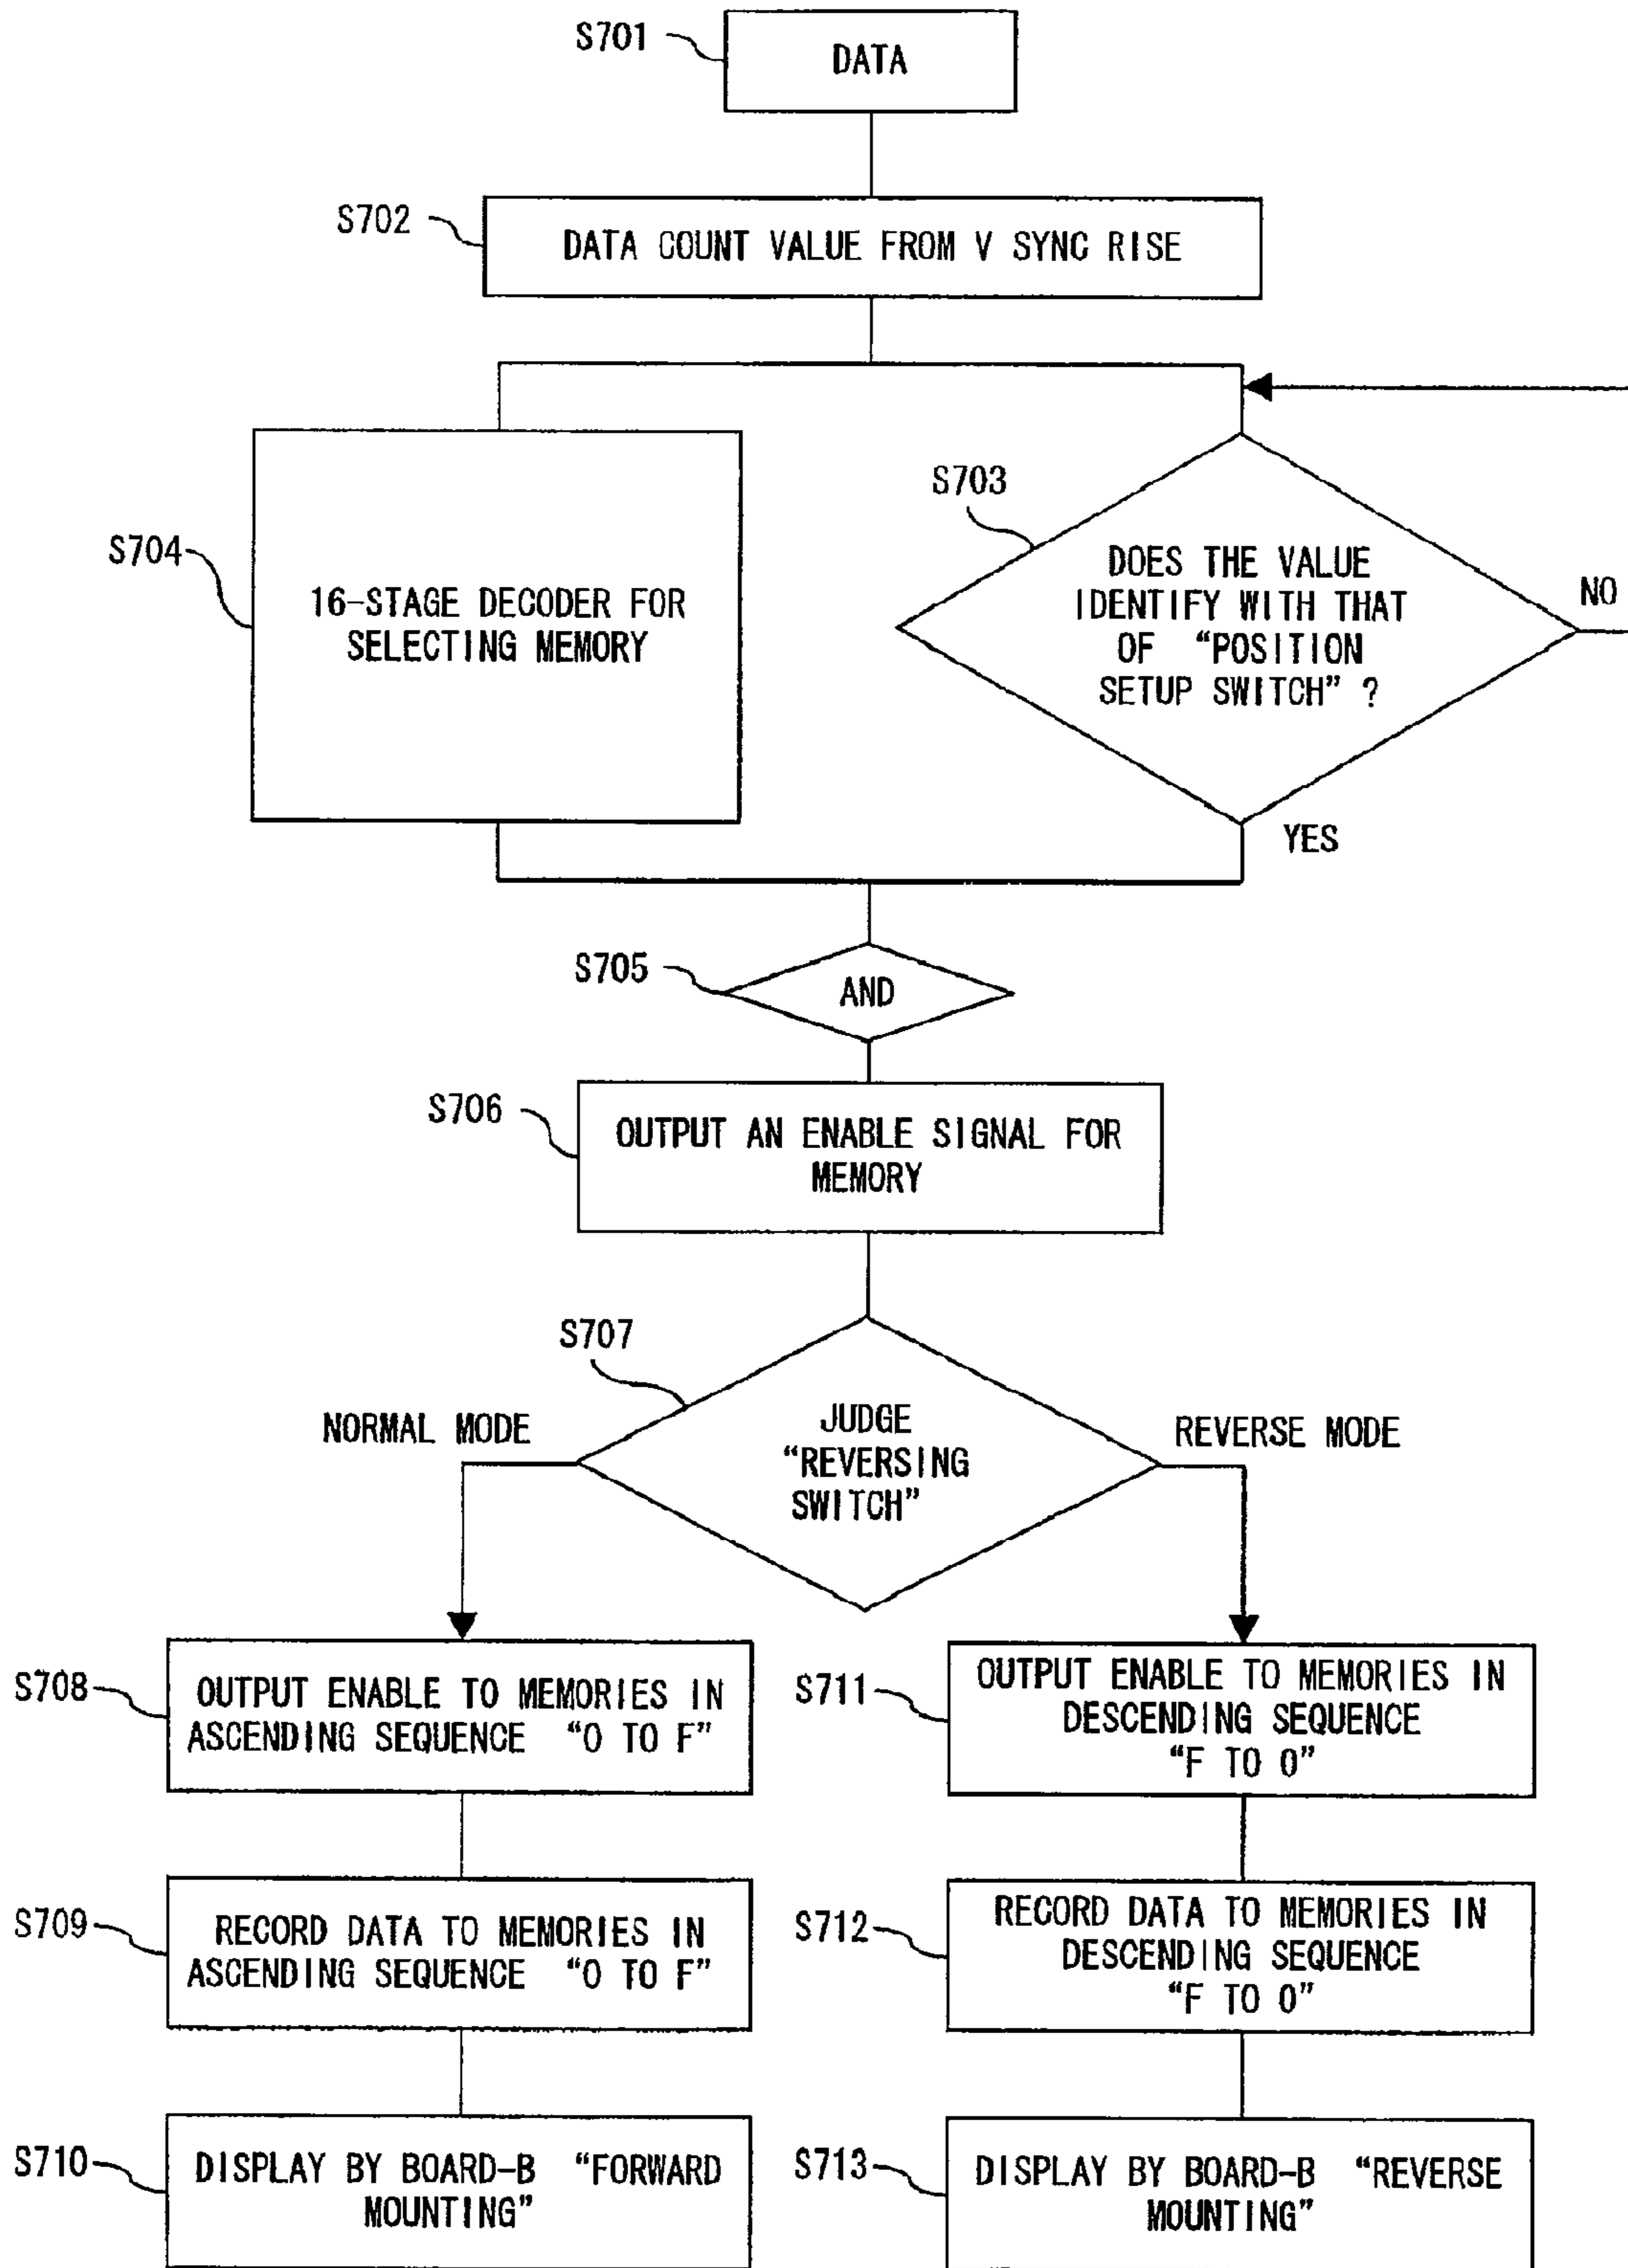 S701
DATA
S702
DATA COUNT VALUE FROM V SYNC RISE
S704
16-STAGE DECODER FOR
SELECTING MEMORY
S703
DOES THE VALUE
IDENTIFY WITH THAT
OF “POSITION
SETUP SWITCH” ?
NO
YES
S705
AND
S706
OUTPUT AN ENABLE SIGNAL FOR
MEMORY
S707
JUDGE
“REVERSING
SWITCH”
NORMAL MODE
REVERSE MODE
S708
OUTPUT ENABLE TO MEMORIES IN
ASCENDING SEQUENCE “0 TO F”
S711
OUTPUT ENABLE TO MEMORIES IN
DESCENDING SEQUENCE
“F TO 0”
S709
RECORD DATA TO MEMORIES IN
ASCENDING SEQUENCE “0 TO F”
S712
RECORD DATA TO MEMORIES IN
DESCENDING SEQUENCE
“F TO 0”
S710
DISPLAY BY BOARD-B “FORWARD
MOUNTING”
S713
DISPLAY BY BOARD-B “REVERSE
MOUNTING”